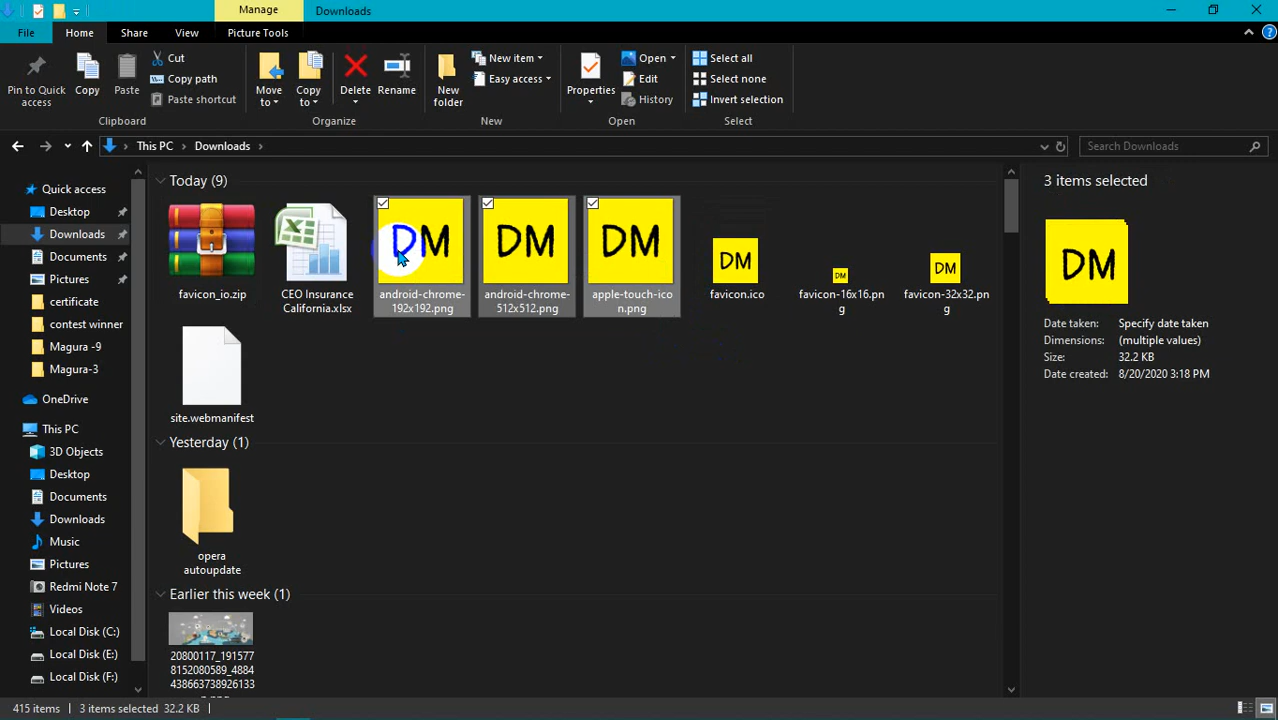 Manage
Downloads
File
Home
Share
View
Picture Tools
Pin to Quick
access
Copy
Paste
Cut
Copy path
Paste shortcut
Clipboard
Move
to
Copy
to
Delete
Rename
Organize
New
folder
New item
Easy access
New
Properties
Open
Edit
History
Open
Select all
Select none
Invert selection
Select
This PC
Downloads
Search Downloads
Quick access
Desktop
Downloads
Documents
Pictures
certificate
contest winner
Magura -9
Magura-3
OneDrive
This PC
3D Objects
Desktop
Documents
Downloads
Music
Pictures
Redmi Note 7
Videos
Local Disk (C:)
Local Disk (E:)
Local Disk (F:)
Today (9)
favicon_io.zip
CEO Insurance
California.xlsx
DM
android-chrome-
192x192.png
DM
android-chrome-
512x512.png
DM
apple-touch-ico
n.png
DM
favicon.ico
DM
favicon-16x16.pn
g
DM
favicon-32x32.pn
g
site.webmanifest
Yesterday (1)
opera
autoupdate
Earlier this week (1)
20800117_191577
8152080589_4884
438663738926133
3 items selected
DM
Date taken: Specify date taken
Dimensions: (multiple values)
Size: 32.2 KB
Date created: 8/20/2020 3:18 PM
415 items
3 items selected 32.2 KB